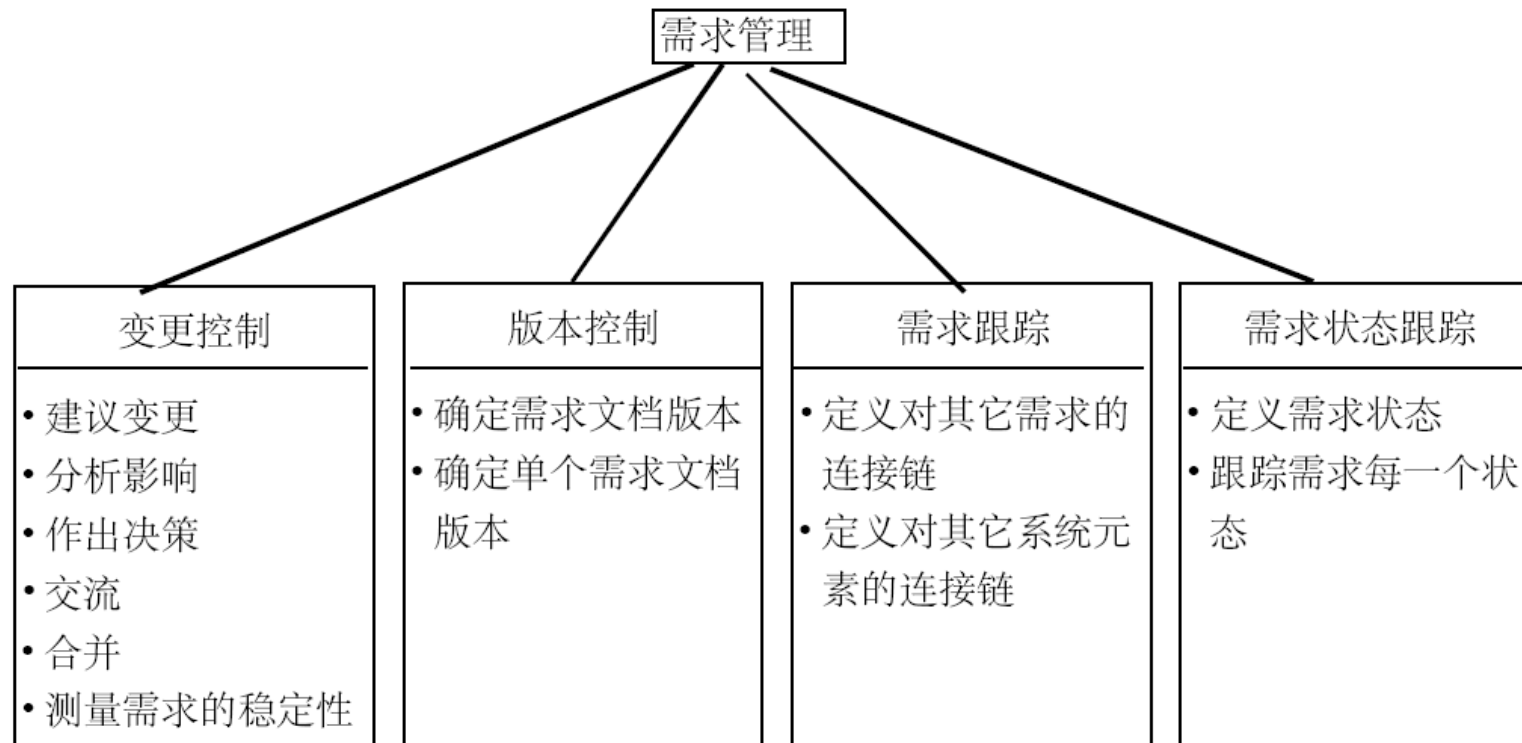 需求管理
变更控制
• 建议变更
• 分析影响
• 作出决策
• 交流
• 合并
• 测量需求的稳定性
版本控制
• 确定需求文档版本
• 确定单个需求文档
版本
需求跟踪
• 定义对其它需求的
连接链
• 定义对其它系统元
素的连接链
需求状态跟踪
• 定义需求状态
• 跟踪需求每一个状
态